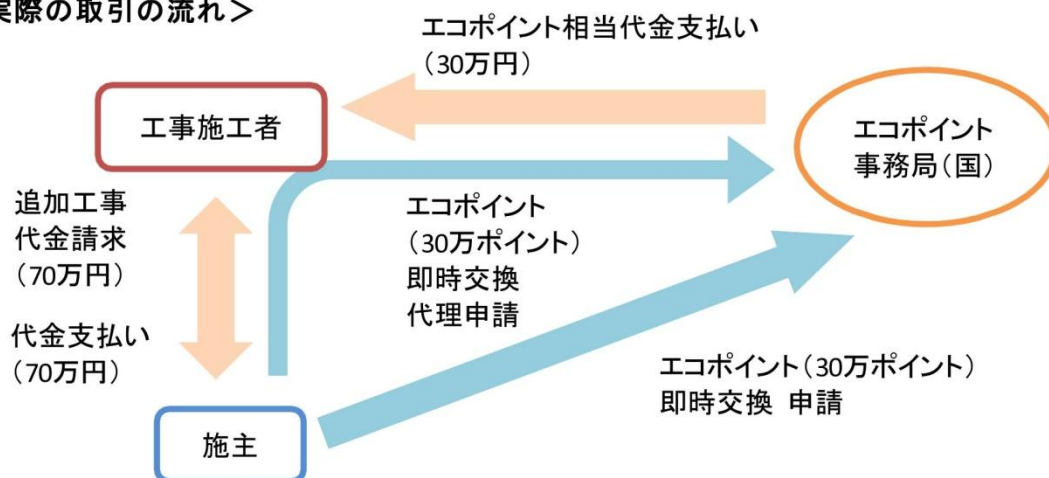 実際の取引の流れ＞
エコポイント相当代金支払い
（30万円）
工事施工者
エコポイント
事務局（国）
追加工事
代金請求
（70万円）
エコポイント
（30万ポイント）
即時交換
代理申請
代金支払い
（70万円）
エコポイント（30万ポイント）
即時交換 申請
施主